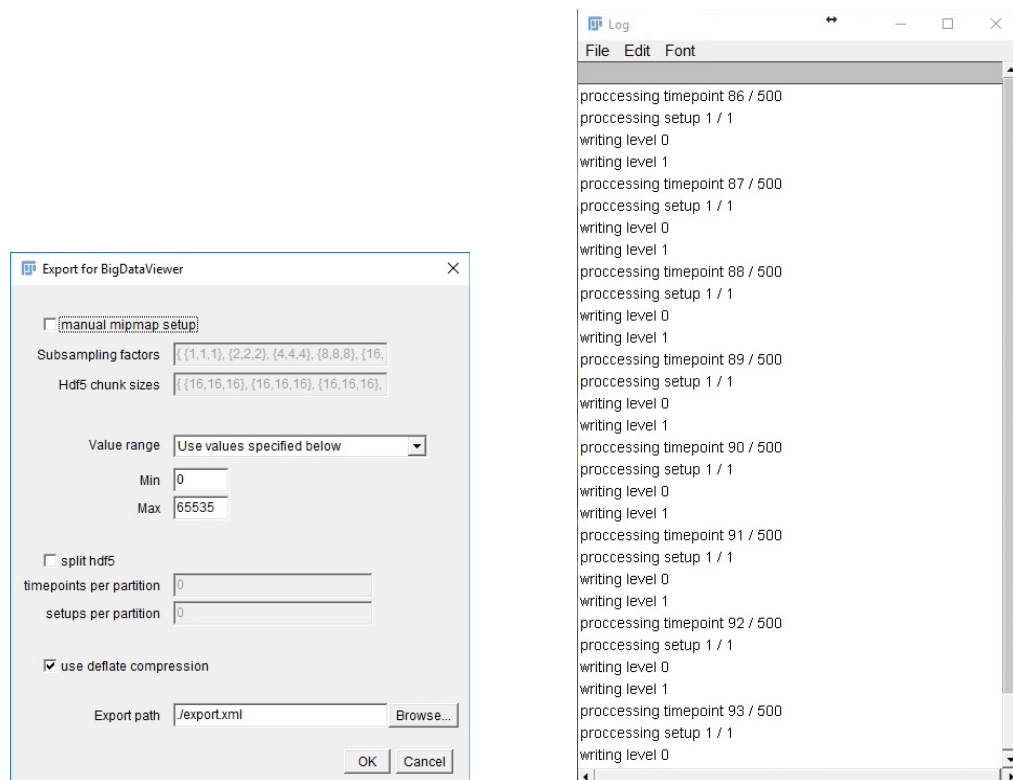 Export for BigDataViewer
manual mipmap setup
Subsampling factors { {1,1,1}, {2,2,2}, {4,4,4}, {8,8,8}, {16,
Hdf5 chunk sizes { {16,16,16}, {16,16,16}, {16,16,16},
Value range Use values specified below
Min 0
Max 65535
split hdf5
timepoints per partition 0
setups per partition 0
use deflate compression
Export path ./export.xml Browse...
OK Cancel
Log
File Edit Font
proccessing timepoint 86 / 500
proccessing setup 1 / 1
writing level 0
writing level 1
proccessing timepoint 87 / 500
proccessing setup 1 / 1
writing level 0
writing level 1
proccessing timepoint 88 / 500
proccessing setup 1 / 1
writing level 0
writing level 1
proccessing timepoint 89 / 500
proccessing setup 1 / 1
writing level 0
writing level 1
proccessing timepoint 90 / 500
proccessing setup 1 / 1
writing level 0
writing level 1
proccessing timepoint 91 / 500
proccessing setup 1 / 1
writing level 0
writing level 1
proccessing timepoint 92 / 500
proccessing setup 1 / 1
writing level 0
writing level 1
proccessing timepoint 93 / 500
proccessing setup 1 / 1
writing level 0